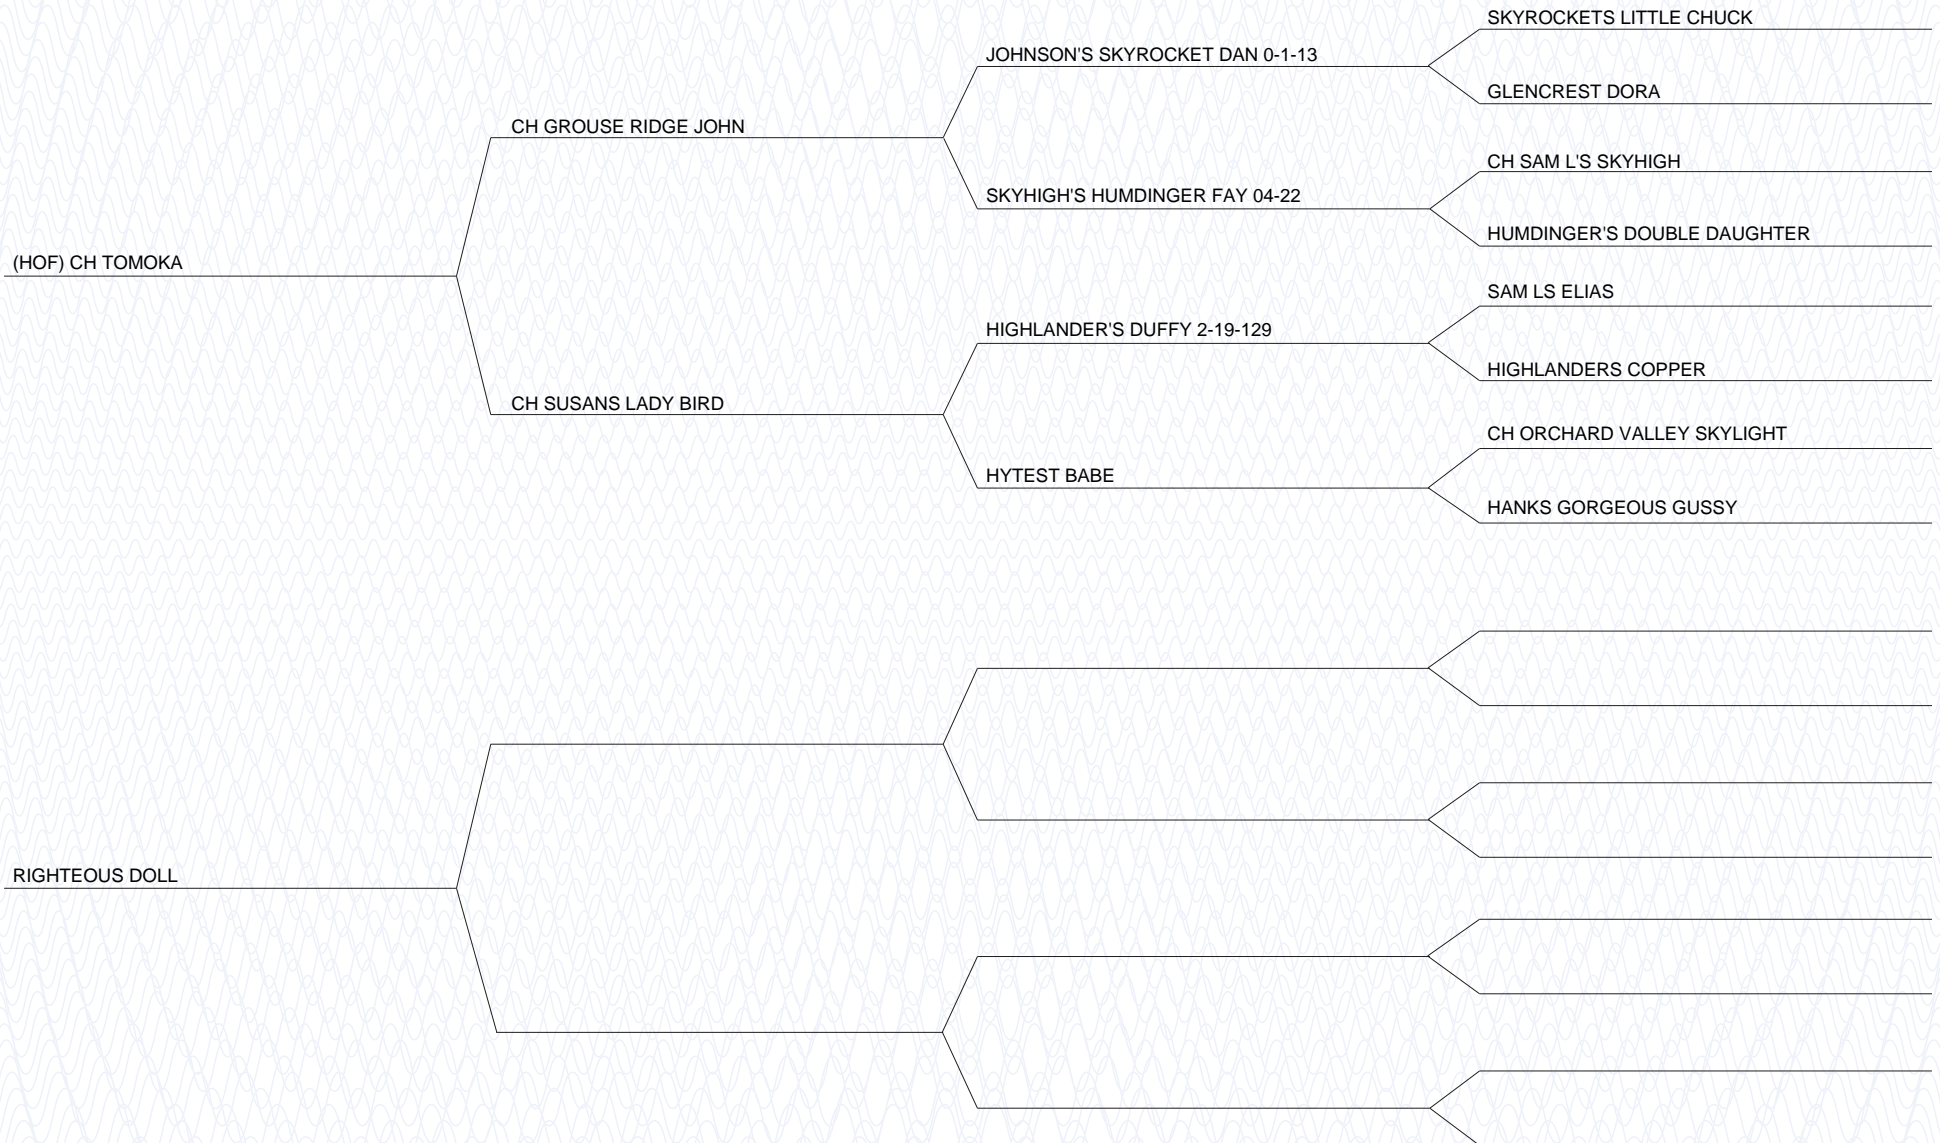 SKYROCKETS LITTLE CHUCK
JOHNSON'S SKYROCKET DAN 0-1-13
GLENCREST DORA
CH GROUSE RIDGE JOHN
CH SAM L'S SKYHIGH
SKYHIGH'S HUMDINGER FAY 04-22
HUMDINGER'S DOUBLE DAUGHTER
(HOF) CH TOMOKA
SAM LS ELIAS
HIGHLANDER'S DUFFY 2-19-129
HIGHLANDERS COPPER
CH SUSANS LADY BIRD
CH ORCHARD VALLEY SKYLIGHT
HYTEST BABE
HANKS GORGEOUS GUSSY
RIGHTEOUS DOLL